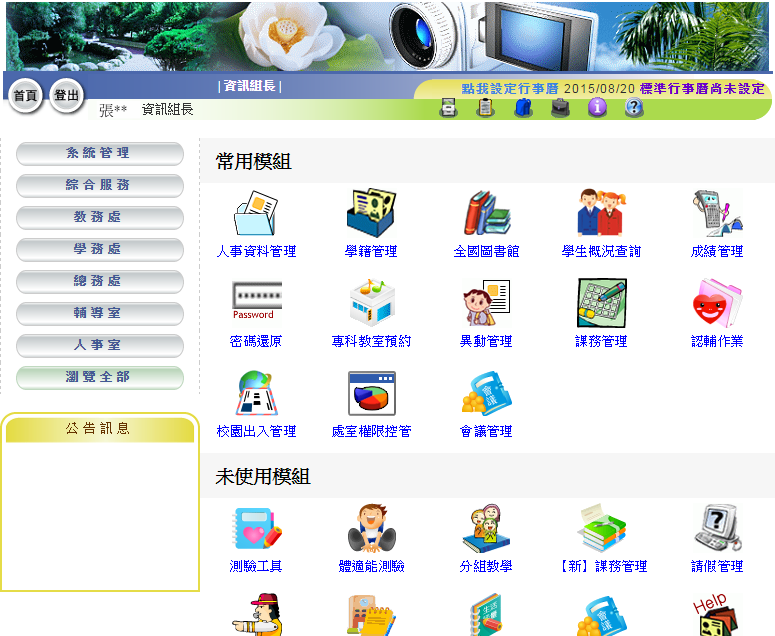 | 資訊組長 |
首頁 登出
點我設定行事曆 2015/08/20 標準行事曆尚未設定
張** 資訊組長
系統管理
綜合服務
教務處
學務處
總務處
輔導室
人事室
瀏覽全部
公告訊息
常用模組
人事資料管理 學籍管理 全國圖書館 學生概況查詢 成績管理
Password
密碼還原 專科教室預約 異動管理 課務管理 認輔作業
會議
校園出入管理 處室權限控管 會議管理
未使用模組
測驗工具 體適能測驗 分組教學 【新】課務管理 請假管理
生活
會議
Help